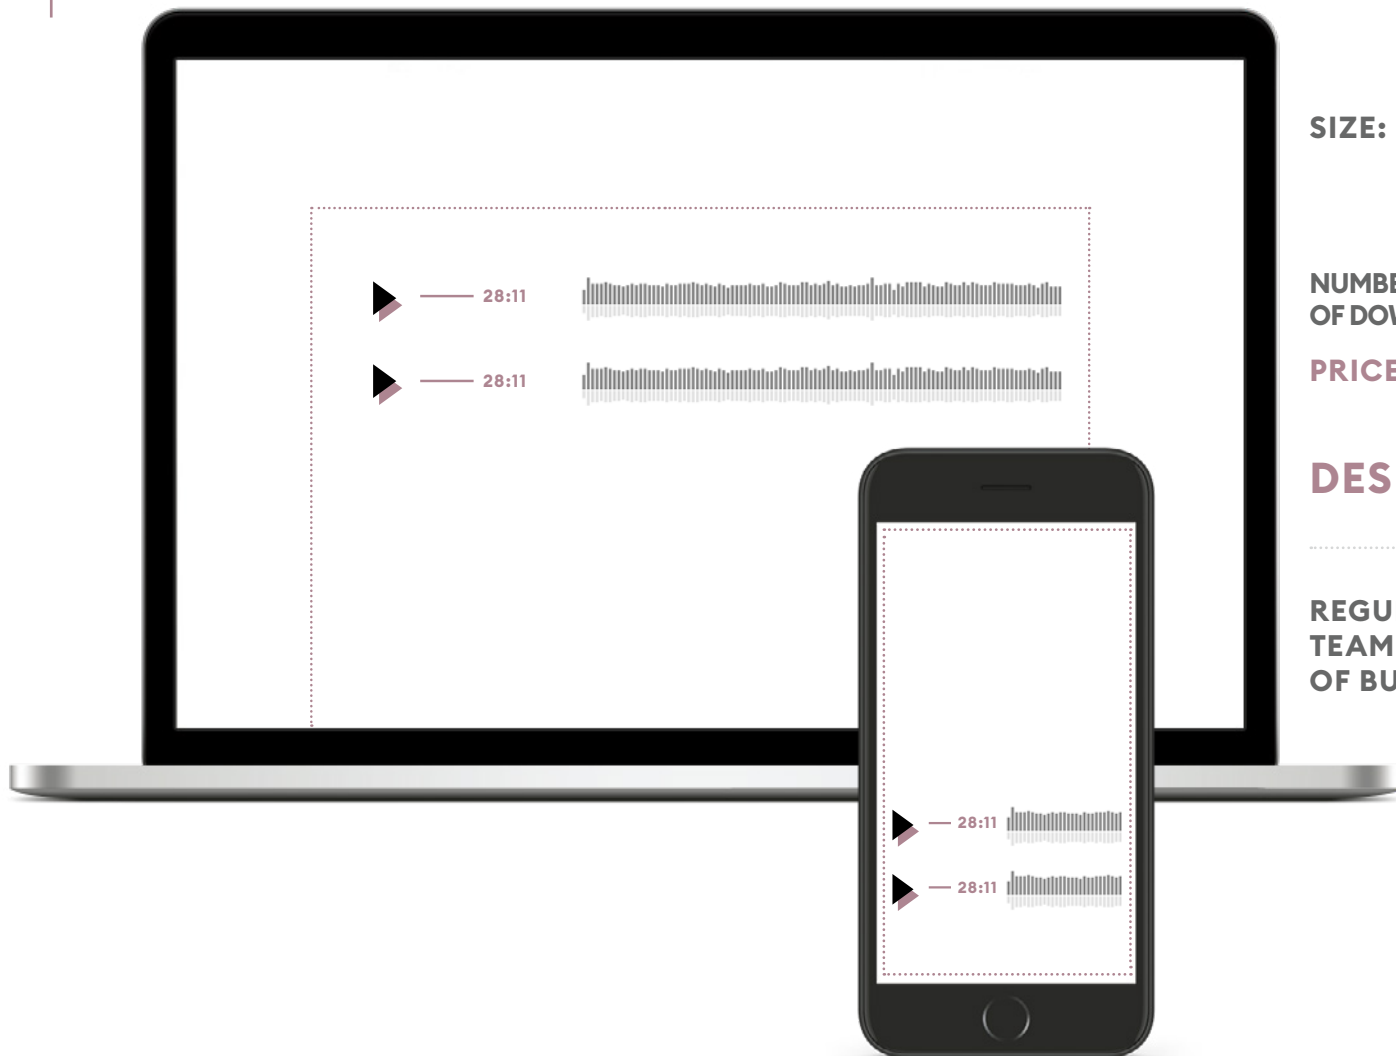 28:11
28:11
28:11
28:11
SIZE:
NUMBE
OF DOW
PRICE
DES
REGU
TEAM
OF BU